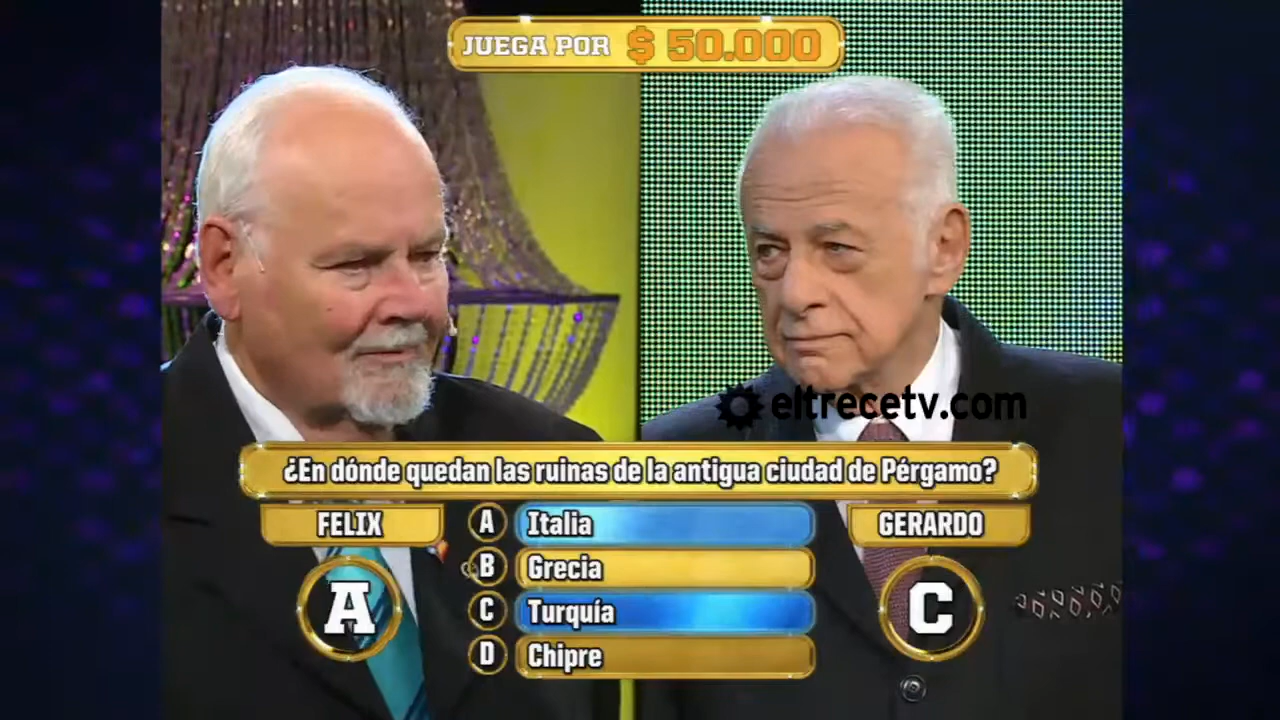 JUEGA POR $ 50.000
eltrecetv.com
¿En dónde quedan las ruinas de la antigua ciudad de Pérgamo?
FELIX
A Italia
GERARDO
B Grecia
A
C Turquía
C
D Chipre